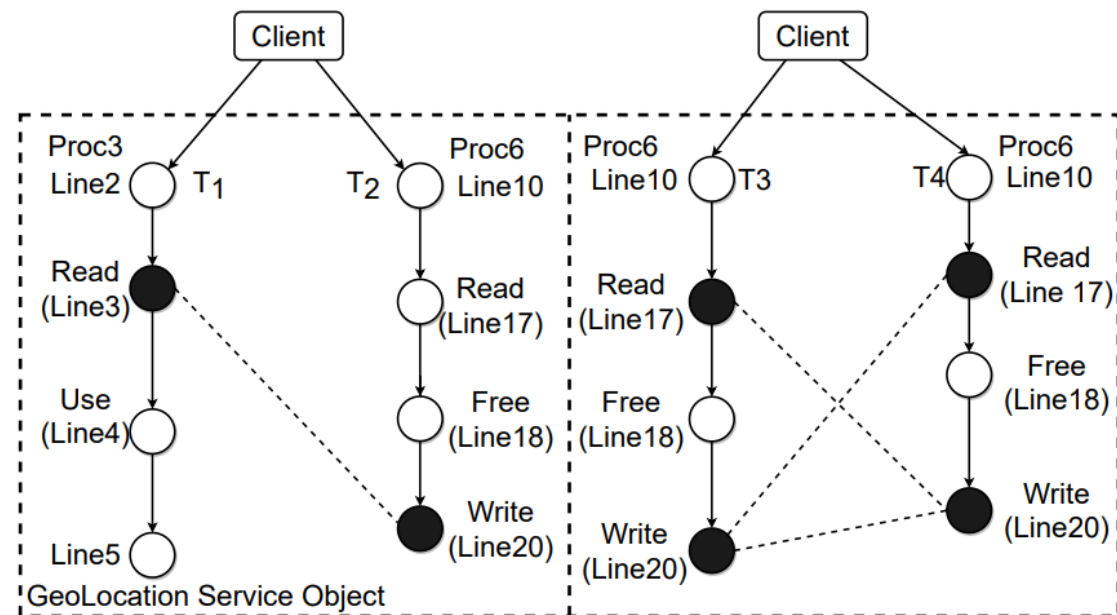 Client
Client
Proc3
Line2
T1
T2
Proc6
Line10
Proc6
Line10
T3
T4
Proc6
Line10
Read
(Line3)
Read
(Line17)
Read
(Line17)
Read
(Line 17)
Use
(Line4)
Free
(Line18)
Free
(Line18)
Free
(Line18)
Line5
Write
(Line20)
Write
(Line20)
Write
(Line20)
GeoLocation Service Object